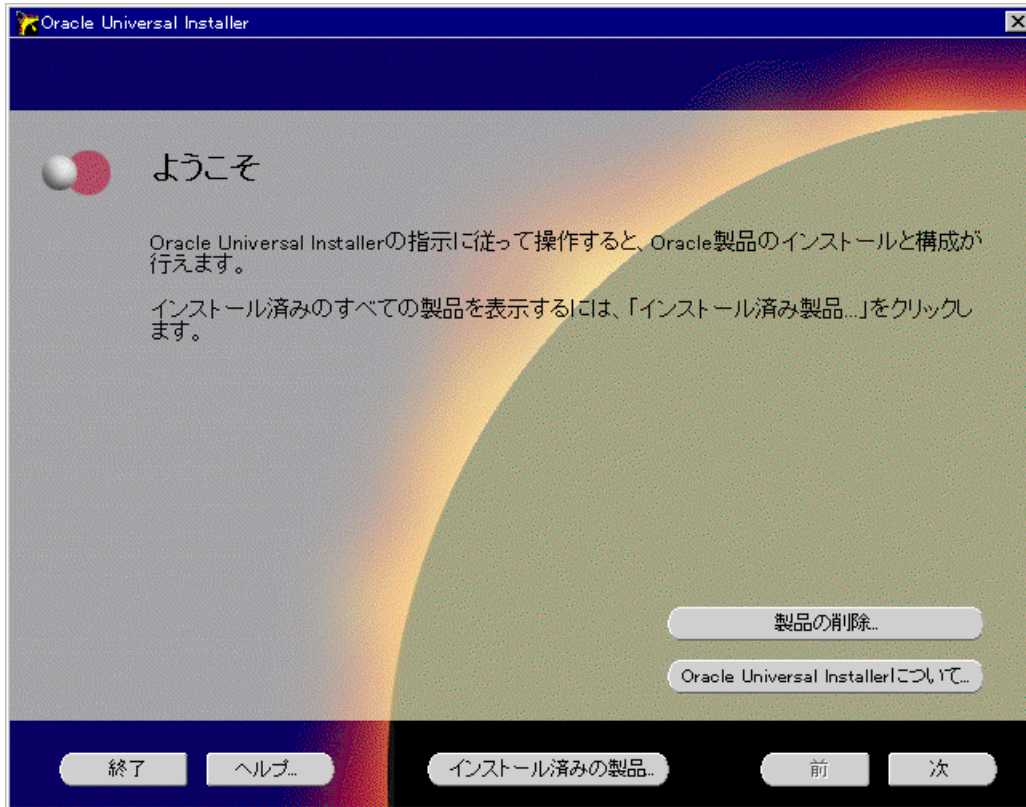 Oracle Universal Installer
ようこそ
Oracle Universal Installerの指示に従って操作すると、Oracle製品のインストールと構成が
行えます。
インストール済みのすべての製品を表示するには、「インストール済み製品...」をクリックし
ます。
製品の削除...
Oracle Universal Installerについて...
終了
ヘルプ...
インストール済みの製品...
前
次